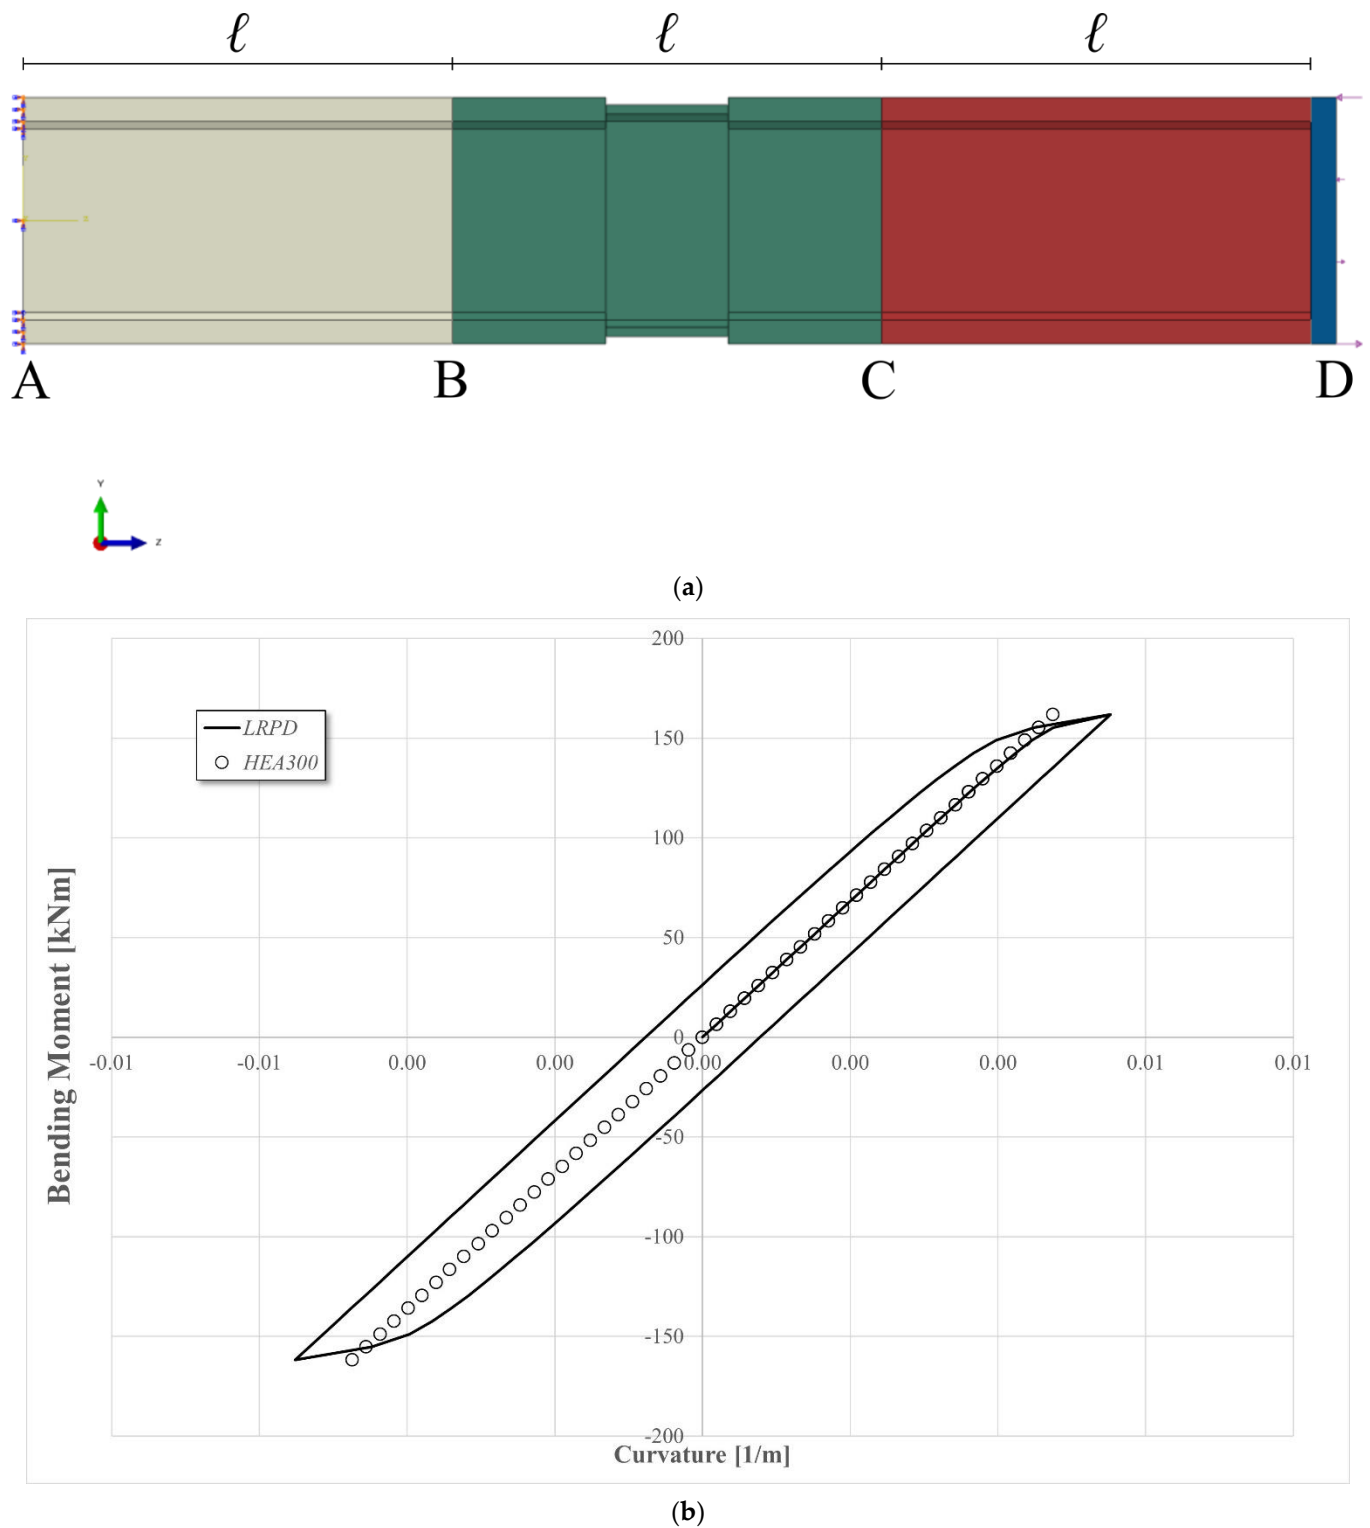 ℓ ℓ ℓ
A B C D
Y
Z
(a)
200
LRPD
HEA300
150
100
50
0
-0.01 -0.01 0.00 0.00 0.00 0.00 0.00 0.01 0.01
-50
-100
-150
-200
Bending Moment [kNm]
Curvature [1/m]
(b)